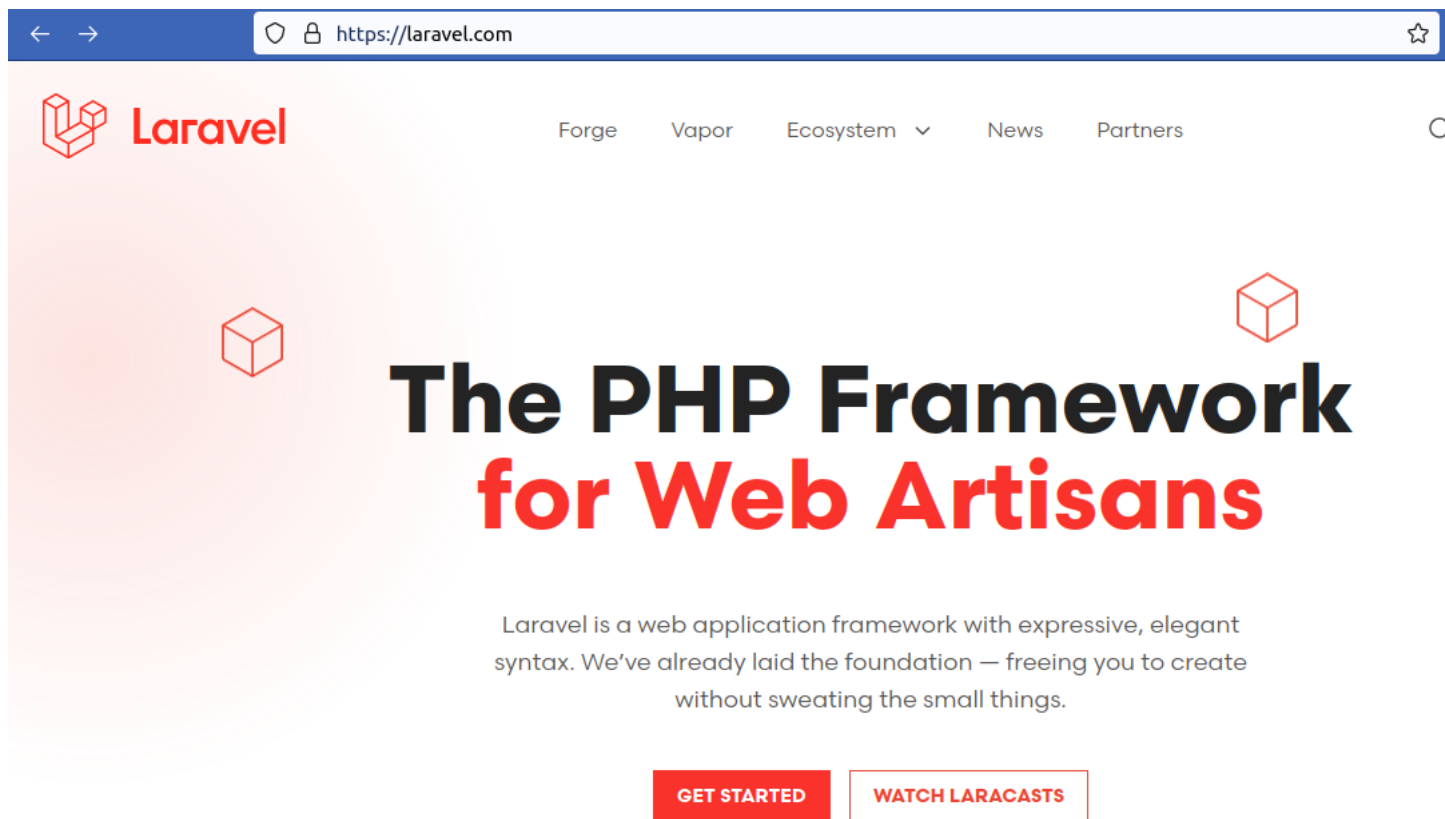 https://laravel.com
Laravel
Forge Vapor Ecosystem News Partners
The PHP Framework
for Web Artisans
Laravel is a web application framework with expressive, elegant
syntax. We’ve already laid the foundation — freeing you to create
without sweating the small things.
GET STARTED WATCH LARACASTS